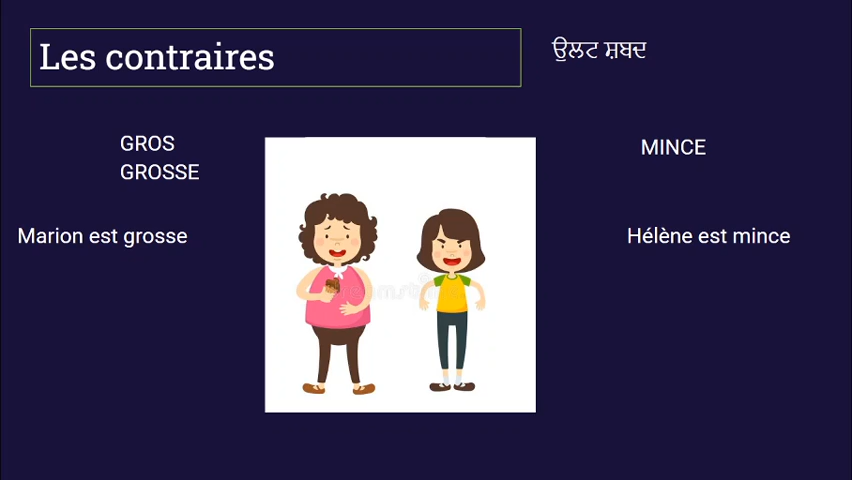 Les contraires
ਉਲਟ ਸ਼ਬਦ
GROS
GROSSE
MINCE
Marion est grosse
Hélène est mince